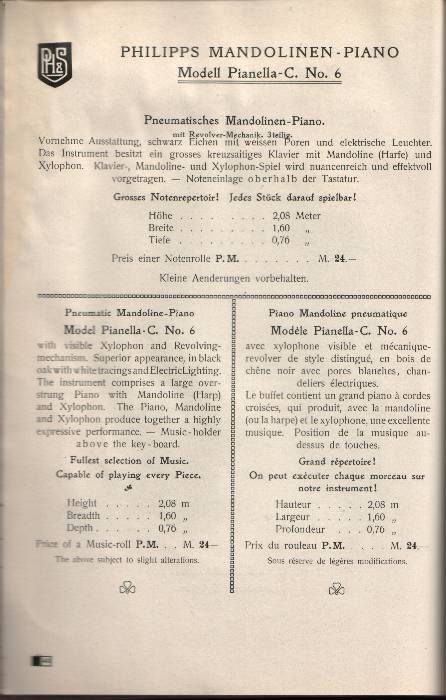 PH&S
PHILIPPS MANDOLINEN-PIANO
Modell Pianella-C. No. 6
Pneumatisches Mandolinen-Piano.
mit Revolver-Mechanik, 3teilig.
Vornehme Ausstattung, schwarz Eichen mit weissen Poren und elektrische Leuchter.
Das Instrument besitzt ein grosses kreuzsaitiges Klavier mit Mandoline (Harfe) und
Xylophon. Klavier-, Mandoline- und Xylophon-Spiel wird nuancenreich und effektvoll
vorgetragen. — Noteneinlage oberhalb der Tastatur.
Grosses Notenrepertoir! Jedes Stück darauf spielbar!
Höhe . . . . . . . . . 2,08 Meter
Breite . . . . . . . . . 1,60 „
Tiefe . . . . . . . . . 0,76 „
Preis einer Notenrolle P. M. . . . . . . . M. 24.—
Kleine Aenderungen vorbehalten.
Pneumatic Mandoline-Piano
Model Pianella-C. No. 6
with visible Xylophon and Revolving-
mechanism. Superior appearance, in black
oak with white tracings and Electric Lighting.
The instrument comprises a large over-
strung Piano with Mandoline (Harp)
and Xylophon. The Piano, Mandoline
and Xylophon produce together a highly
expressive performance. — Music-holder
above the key-board.
Fullest selection of Music.
Capable of playing every Piece.
Height . . . . . 2,08 m
Breadth . . . . . 1,60 „
Depth . . . . . 0,76 „
Price of a Music-roll P. M. . . M. 24—
The above subject to slight alterations.
Piano Mandoline pneumatique
Modèle Pianella-C. No. 6
avec xylophone visible et mécanique-
revolver de style distingué, en bois de
chêne noir avec pores blanches, chan-
deliers électriques.
Le buffet contient un grand piano à cordes
croisées, qui produit, avec la mandoline
(ou la harpe) et le xylophone, une excellente
musique. Position de la musique au-
dessus de touches.
Grand répertoire!
On peut exécuter chaque morceau sur
notre instrument!
Hauteur . . . . . 2,08 m
Largeur . . . . . 1,60 „
Profondeur . . . 0,76 „
Prix du rouleau P. M. . . . . M. 24.—
Sous réserve de légères modifications.